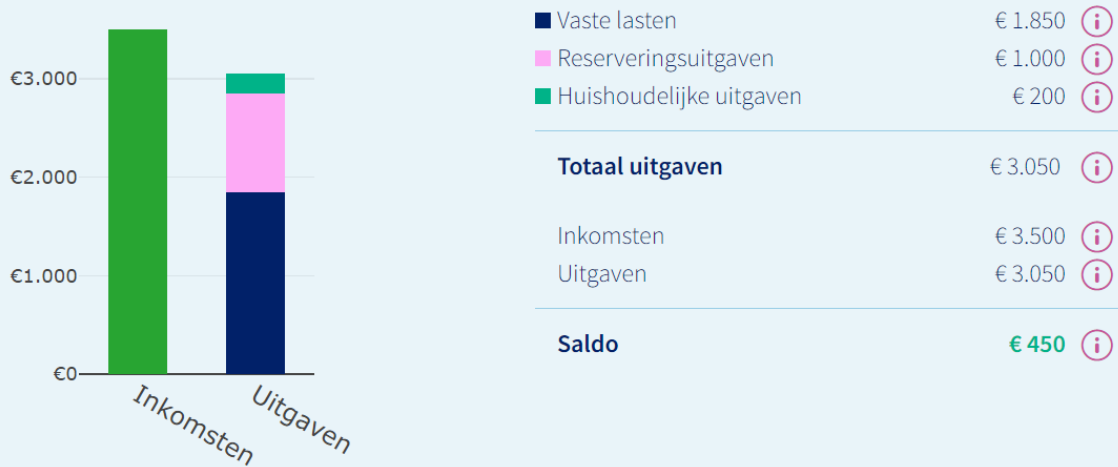 €3.000
€2.000
€1.000
€0
Inkomsten
Uitgaven
Vaste lasten € 1.850
Reserveringsuitgaven € 1.000
Huishoudelijke uitgaven € 200
Totaal uitgaven € 3.050
Inkomsten € 3.500
Uitgaven € 3.050
Saldo € 450